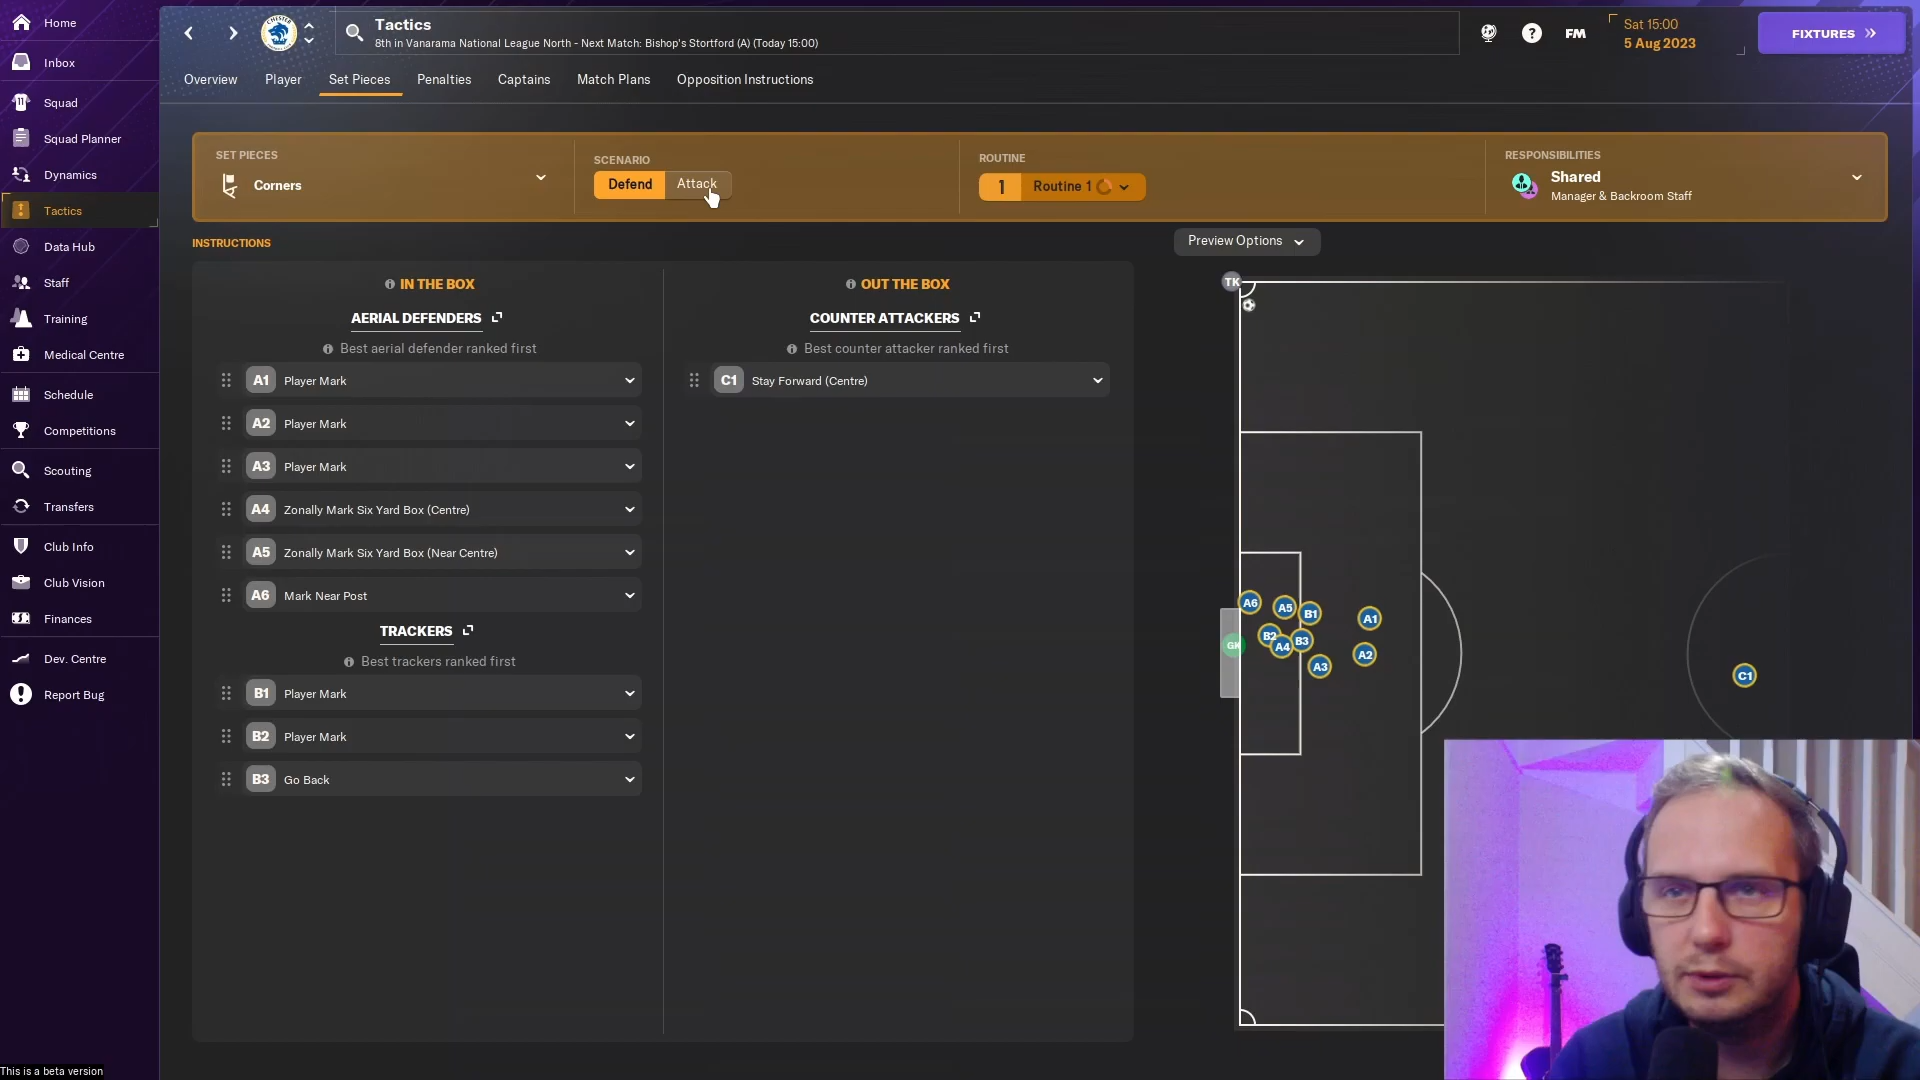 Home
Inbox
Squad
Squad Planner
Dynamics
Tactics
Data Hub
Staff
Training
Medical Centre
Schedule
Competitions
Scouting
Transfers
Club Info
Club Vision
Finances
Dev. Centre
Report Bug
This is a beta version
CHESTER
Tactics
8th in Vanarama National League North - Next Match: Bishop's Stortford (A) (Today 15:00)
FM
Sat 15:00
5 Aug 2023
FIXTURES
Overview
Player
Set Pieces
Penalties
Captains
Match Plans
Opposition Instructions
SET PIECES
Corners
SCENARIO
Defend
Attack
ROUTINE
1 Routine 1
RESPONSIBILITIES
Shared
Manager & Backroom Staff
INSTRUCTIONS
IN THE BOX
AERIAL DEFENDERS
Best aerial defender ranked first
A1 Player Mark
A2 Player Mark
A3 Player Mark
A4 Zonally Mark Six Yard Box (Centre)
A5 Zonally Mark Six Yard Box (Near Centre)
A6 Mark Near Post
TRACKERS
Best trackers ranked first
B1 Player Mark
B2 Player Mark
B3 Go Back
OUT THE BOX
COUNTER ATTACKERS
Best counter attacker ranked first
C1 Stay Forward (Centre)
Preview Options
TK
A6
A5
B1
A1
B2
A4
B3
GK
A3
A2
C1